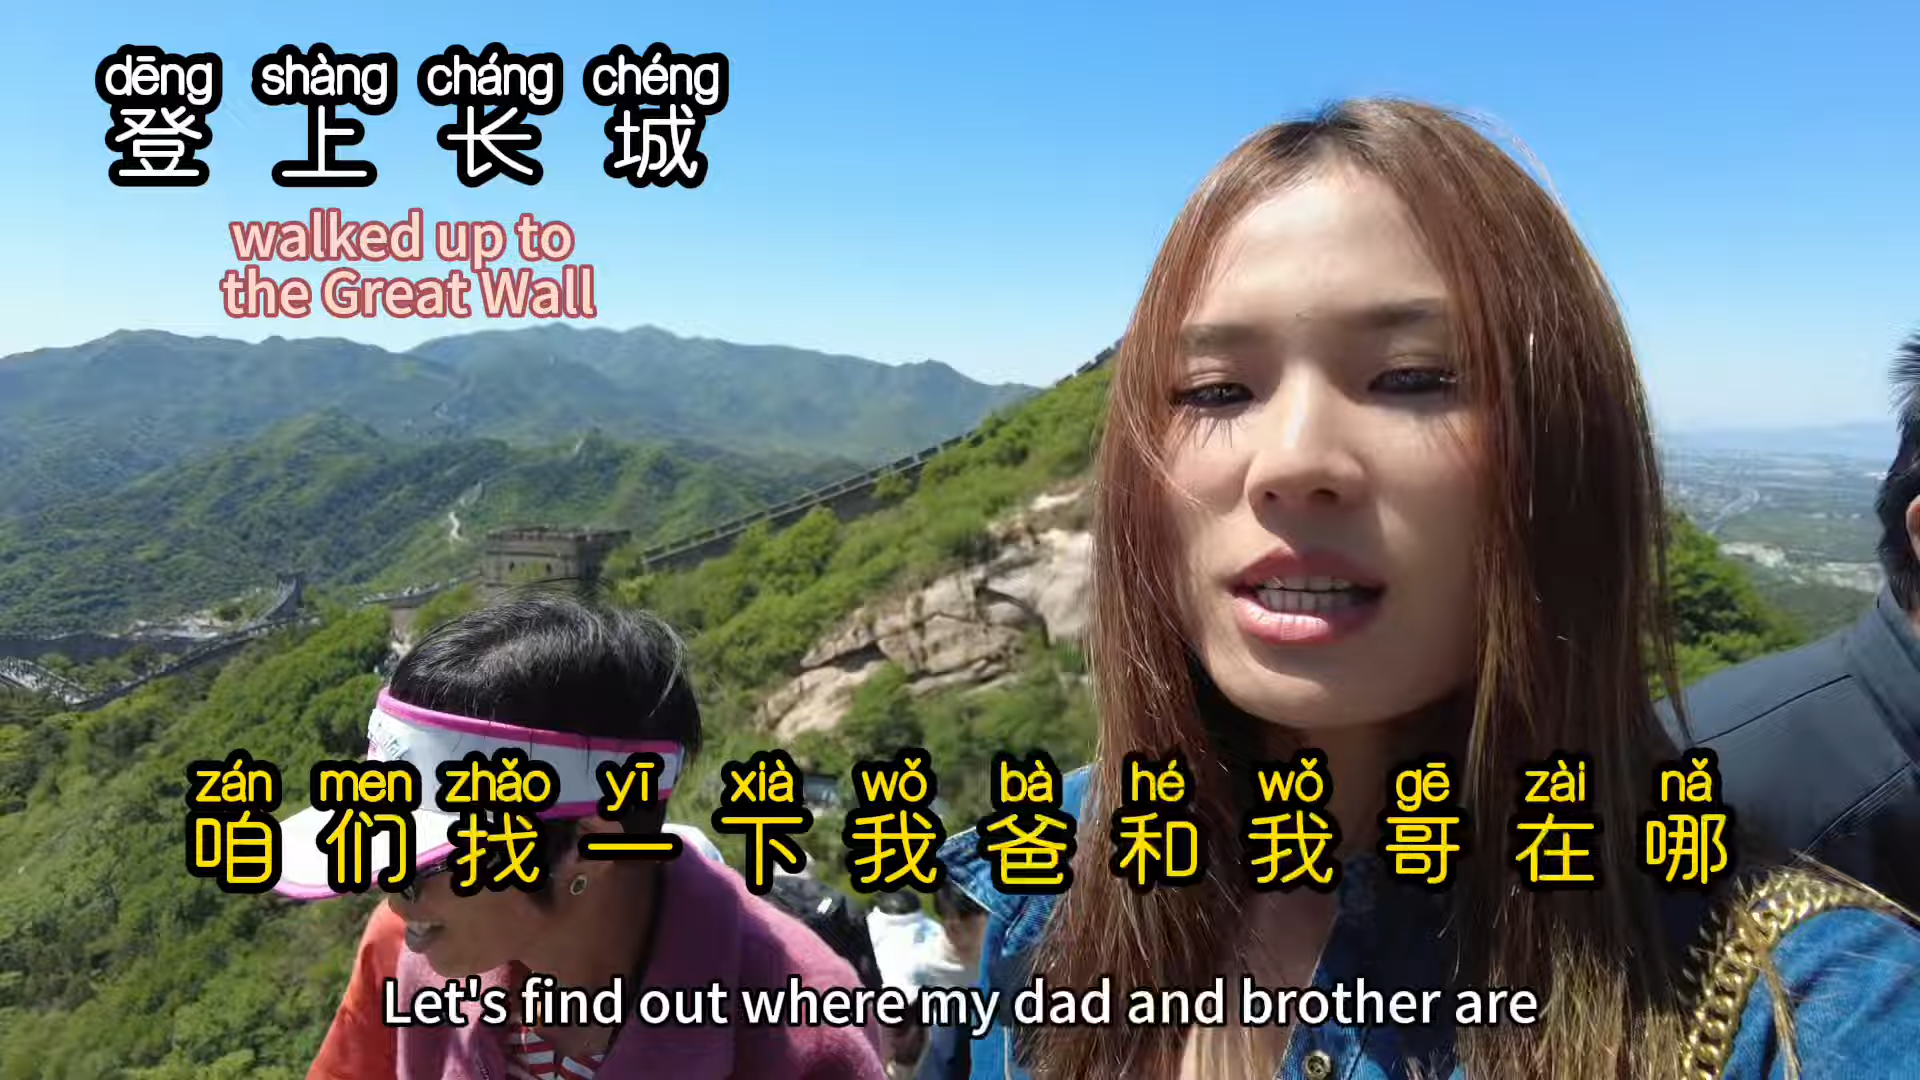 dēng shàng cháng chéng
登上长城
walked up to
the Great Wall
zán men zhǎo yī xià wǒ bà hé wǒ gē zài nǎ
咱们找一下我爸和我哥在哪
Let's find out where my dad and brother are